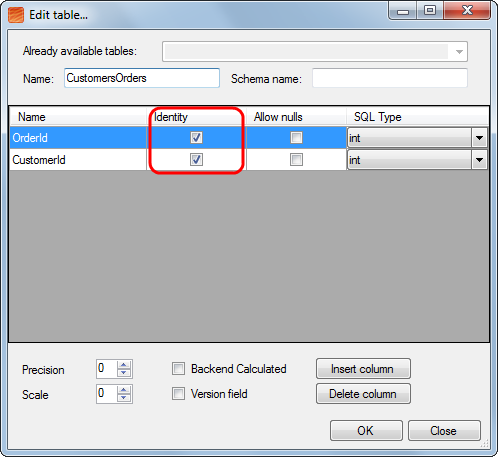 Edit table...
Already available tables:
Name: CustomersOrders Schema name:
Name Identity Allow nulls SQL Type
OrderId int
CustomerId int
Precision 0 Backend Calculated Insert column
Scale 0 Version field Delete column
OK Close